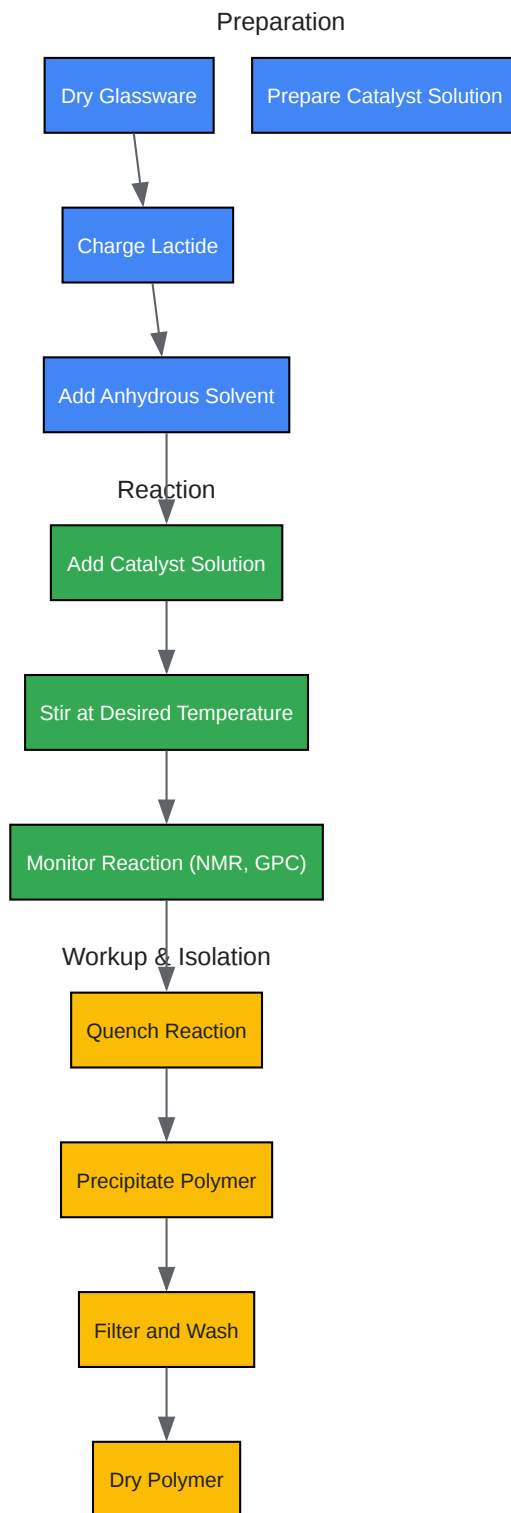 Preparation
Dry Glassware
Prepare Catalyst Solution
Charge Lactide
Add Anhydrous Solvent
Reaction
Add Catalyst Solution
Stir at Desired Temperature
Monitor Reaction (NMR, GPC)
Workup & Isolation
Quench Reaction
Precipitate Polymer
Filter and Wash
Dry Polymer